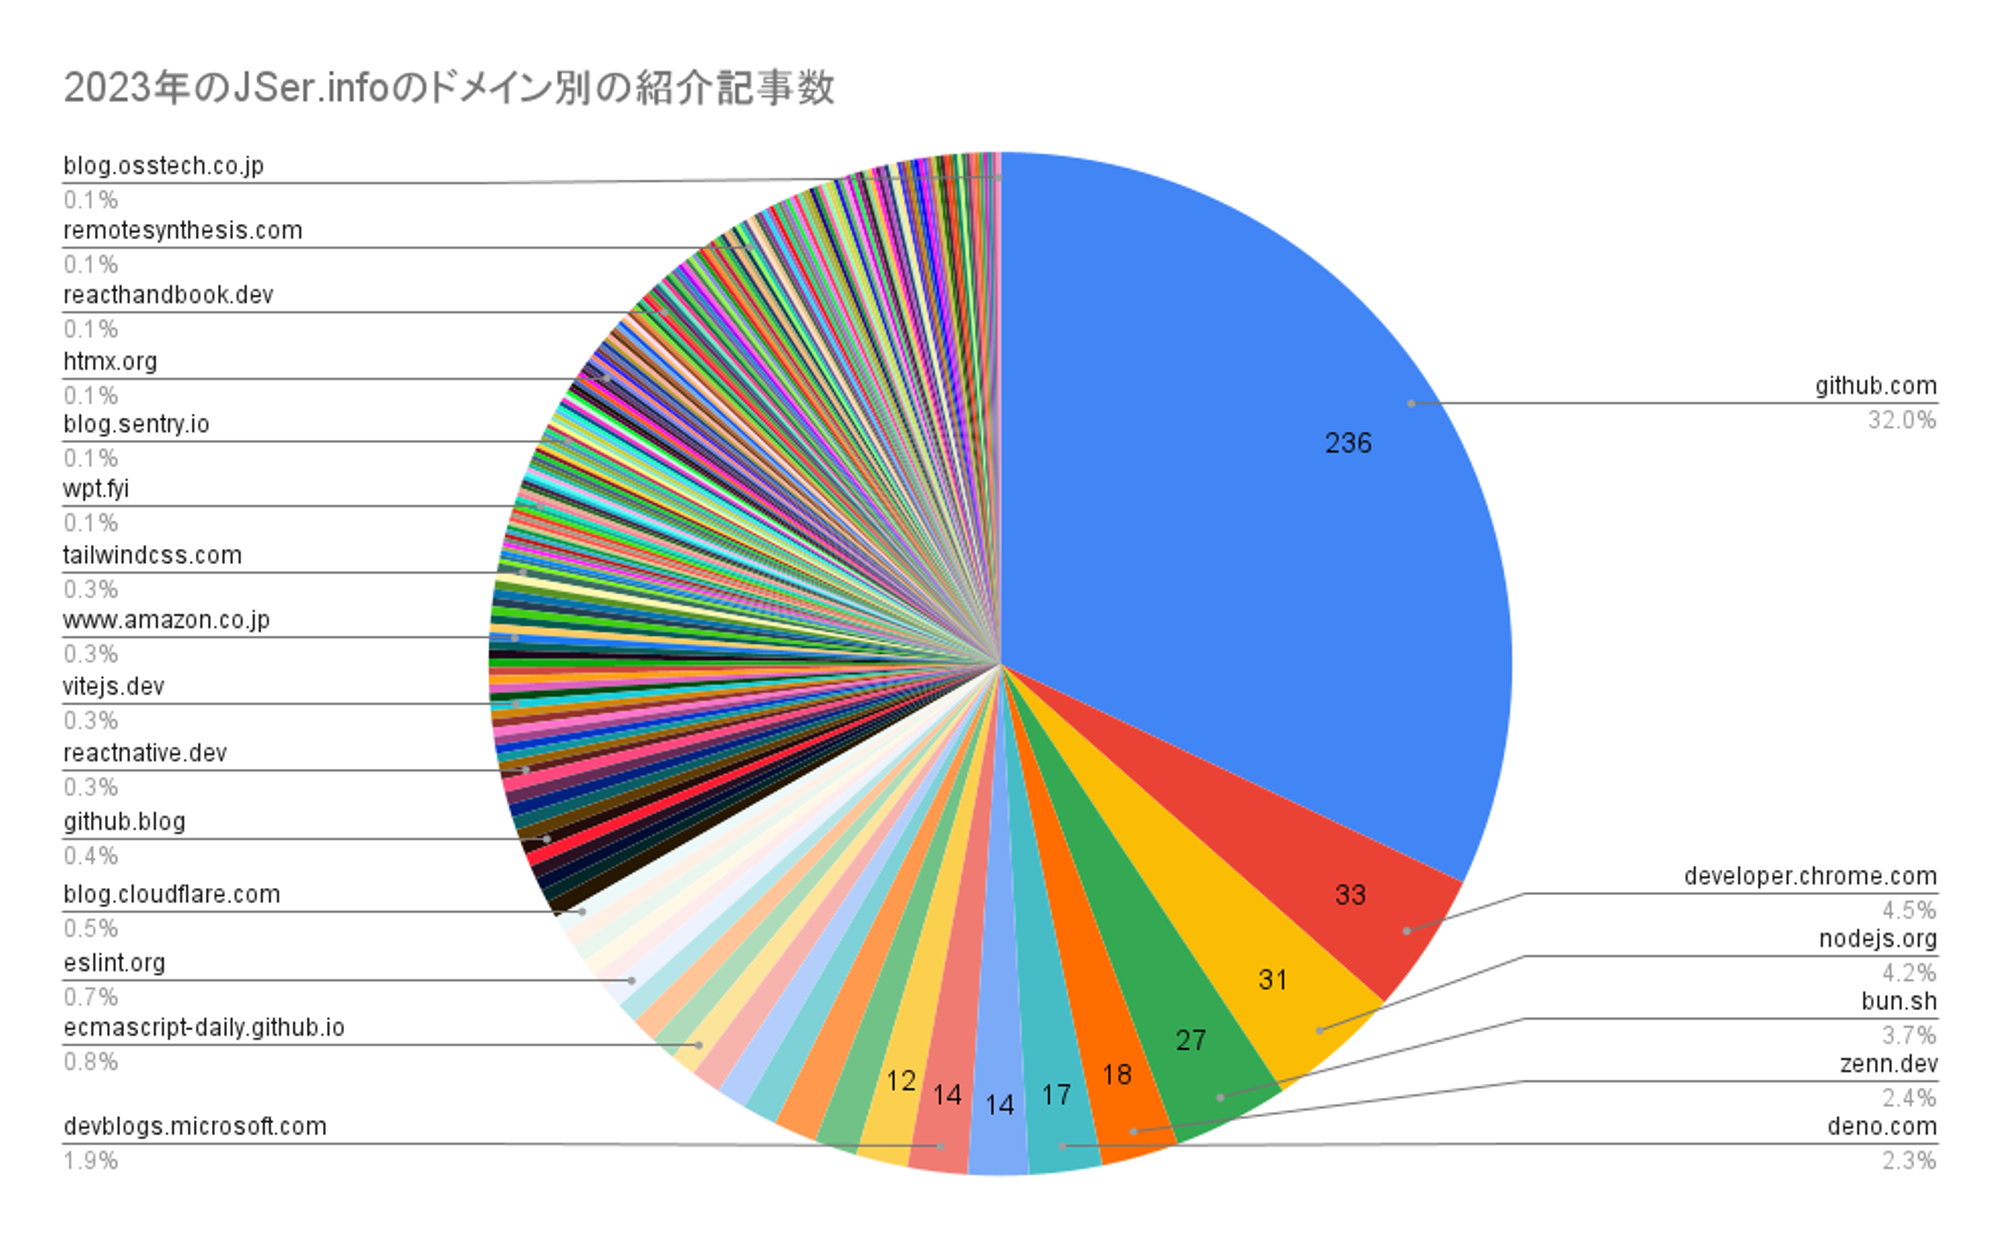 2023年のJSer.infoのドメイン別の紹介記事数
blog.osstech.co.jp
0.1%
remotesynthesis.com
0.1%
reacthandbook.dev
0.1%
htmx.org
0.1%
blog.sentry.io
0.1%
wpt.fyi
0.1%
tailwindcss.com
0.3%
www.amazon.co.jp
0.3%
vitejs.dev
0.3%
reactnative.dev
0.3%
github.blog
0.4%
blog.cloudflare.com
0.5%
eslint.org
0.7%
ecmascript-daily.github.io
0.8%
devblogs.microsoft.com
1.9%
236
33
31
27
18
17
14
14
12
github.com
32.0%
developer.chrome.com
4.5%
nodejs.org
4.2%
bun.sh
3.7%
zenn.dev
2.4%
deno.com
2.3%